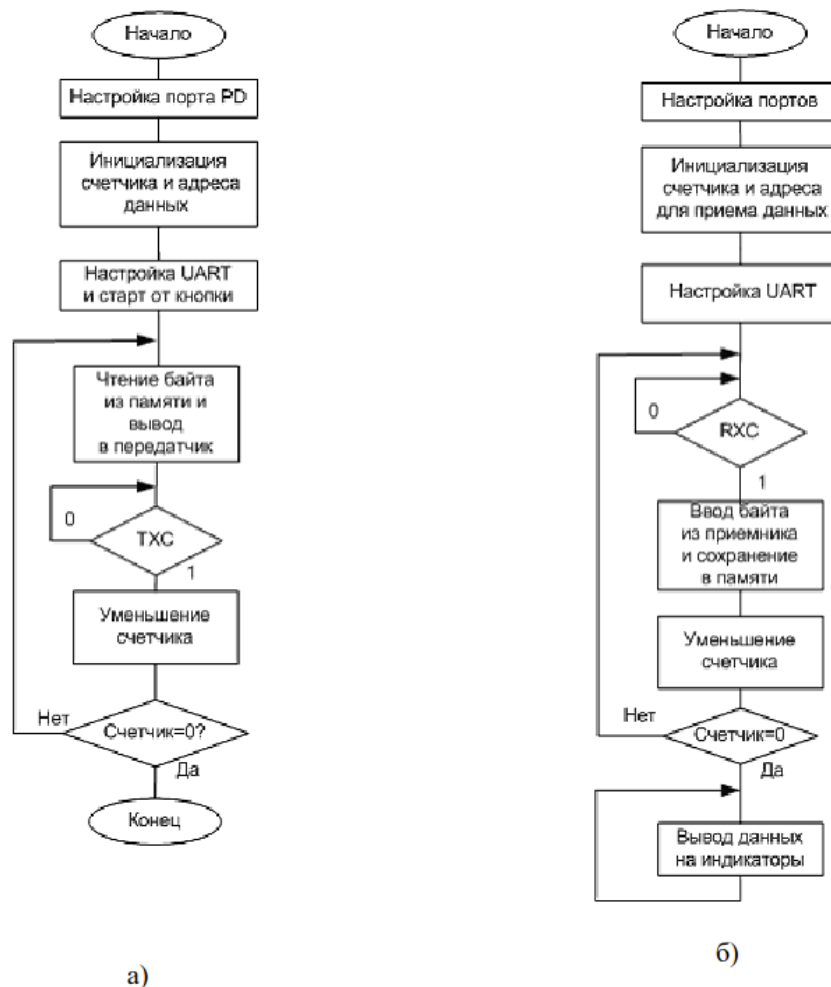 Начало
Настройка порта PD
Инициализация
счетчика и адреса
данных
Настройка UART
и старт от кнопки
Чтение байта
из памяти и
вывод
в передатчик
0
TXC
1
Уменьшение
счетчика
Нет
Счетчик=0?
Да
Конец
а)
Начало
Настройка портов
Инициализация
счетчика и адреса
для приема данных
Настройка UART
0
RXC
1
Ввод байта
из приемника
и сохранение
в памяти
Уменьшение
счетчика
Нет
Счетчик=0
Да
Вывод данных
на индикаторы
б)